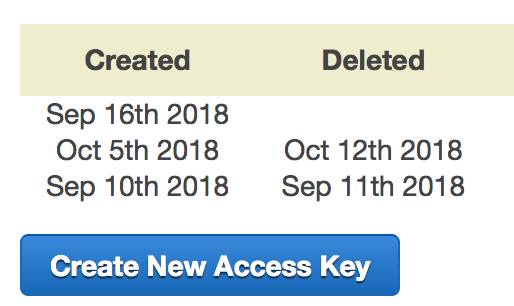 Created Deleted
Sep 16th 2018
Oct 5th 2018 Oct 12th 2018
Sep 10th 2018 Sep 11th 2018
Create New Access Key